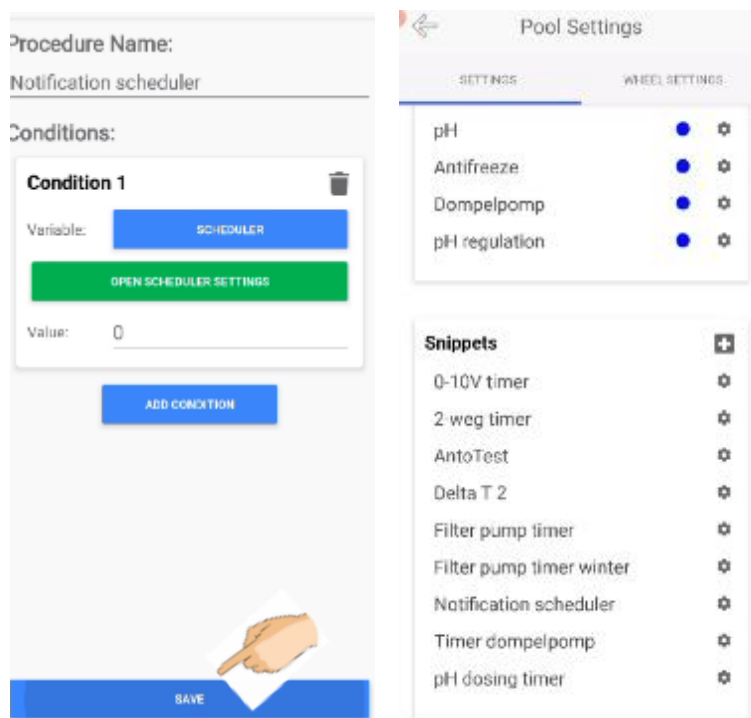 Procedure Name:
Notification scheduler
Conditions:
Condition 1
Variable: SCHEDULER
OPEN SCHEDULER SETTINGS
Value: 0
ADD CONDITION
SAVE
Pool Settings
SETTINGS WHEEL SETTINGS
pH
Antifreeze
Dompelpomp
pH regulation
Snippets
0-10V timer
2-weg timer
AntoTest
Delta T 2
Filter pump timer
Filter pump timer winter
Notification scheduler
Timer dompelpomp
pH dosing timer